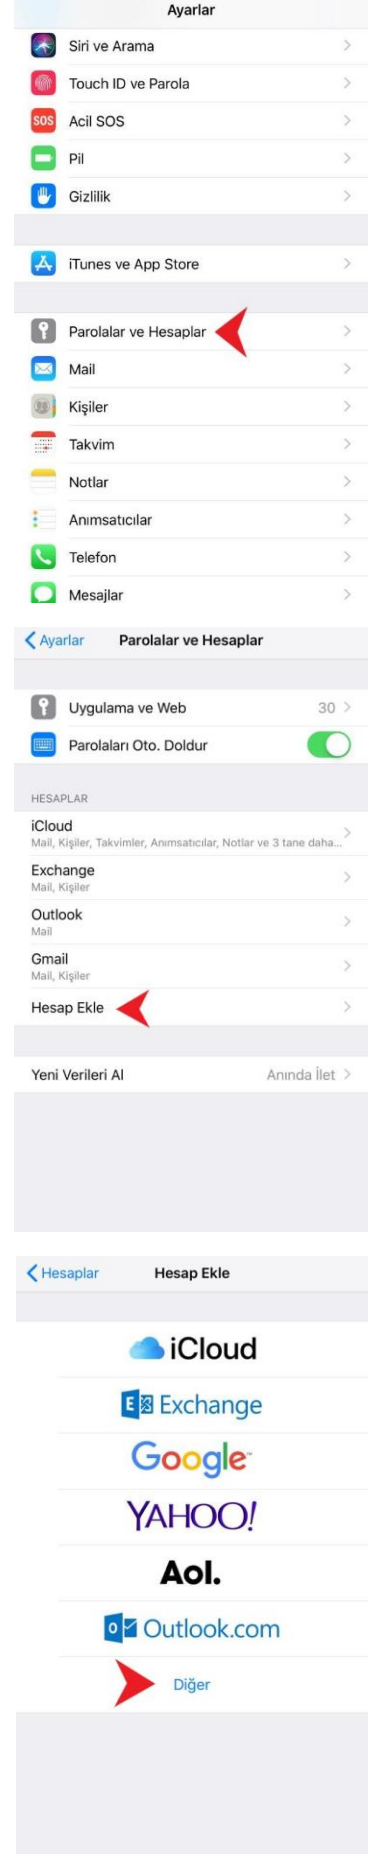 Ayarlar
Siri ve Arama
Touch ID ve Parola
SOS Acil SOS
Pil
Gizlilik
iTunes ve App Store
Parolalar ve Hesaplar
Mail
Kişiler
Takvim
Notlar
Anımsatıcılar
Telefon
Mesajlar
Ayarlar Parolalar ve Hesaplar
Uygulama ve Web 30
Parolaları Oto. Doldur
HESAPLAR
iCloud
Mail, Kişiler, Takvimler, Anımsatıcılar, Notlar ve 3 tane daha...
Exchange
Mail, Kişiler
Outlook
Mail
Gmail
Mail, Kişiler
Hesap Ekle
Yeni Verileri Al Anında İlet
Hesaplar Hesap Ekle
iCloud
E Exchange
Google
YAHOO!
Aol.
o Outlook.com
Diğer